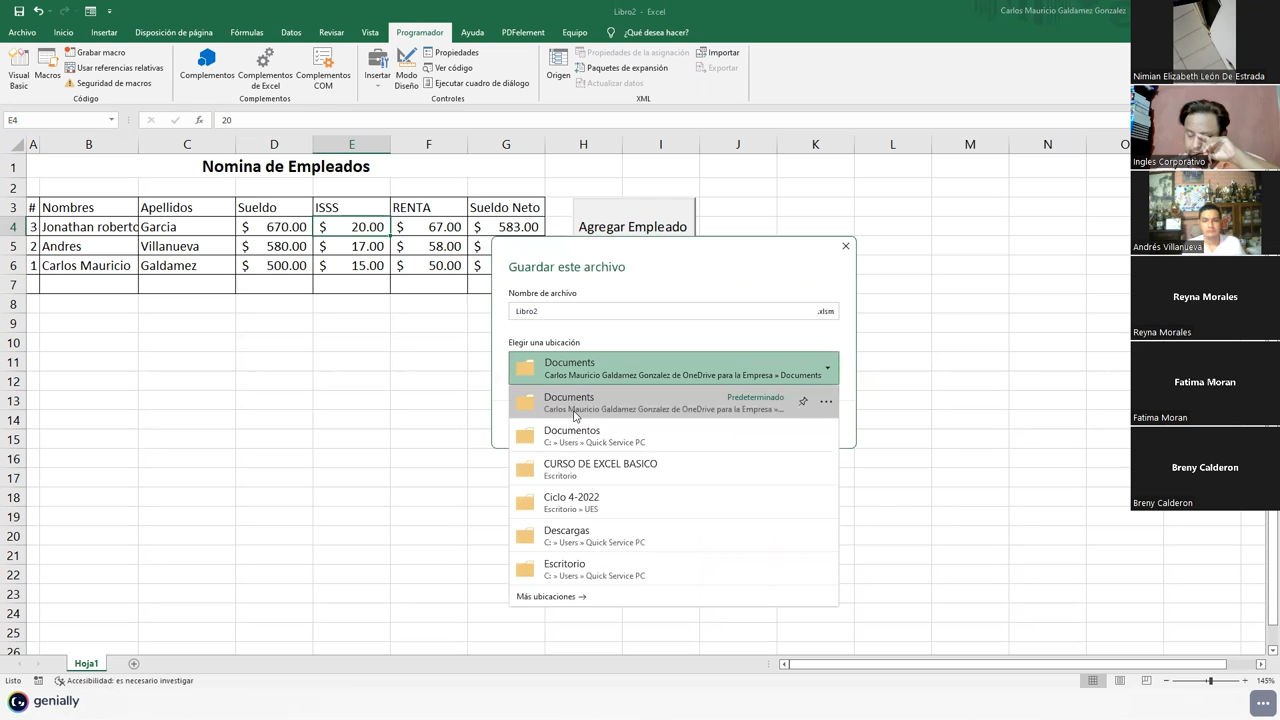 Libro2 - Excel
Carlos Mauricio Galdamez Gonzalez
Archivo Inicio Insertar Disposición de página Fórmulas Datos Revisar Vista Programador Ayuda PDFelement Equipo ¿Qué desea hacer?
Visual Basic
Macros
Grabar macro
Usar referencias relativas
Seguridad de macros
Código
Complementos
Complementos de Excel
Complementos COM
Complementos
Insertar
Modo Diseño
Propiedades
Ver código
Ejecutar cuadro de diálogo
Controles
Origen
Propiedades de la asignación
Paquetes de expansión
Actualizar datos
Importar
Exportar
XML
E4 fx 20
A B C D E F G H I J K L M N O
1 Nomina de Empleados
2
3 # Nombres Apellidos Sueldo ISSS RENTA Sueldo Neto
4 3 Jonathan roberto Garcia $ 670.00 $ 20.00 $ 67.00 $ 583.00 Agregar Empleado
5 2 Andres Villanueva $ 580.00 $ 17.00 $ 58.00 $
6 1 Carlos Mauricio Galdamez $ 500.00 $ 15.00 $ 50.00 $
7
8
9
10
11
12
13
14
15
16
17
18
19
20
21
22
23
24
25
26
Guardar este archivo
Nombre de archivo
Libro2 .xlsm
Elegir una ubicación
Documents
Carlos Mauricio Galdamez Gonzalez de OneDrive para la Empresa » Documents
Documents Predeterminado
Carlos Mauricio Galdamez Gonzalez de OneDrive para la Empresa »...
Documentos
C: » Users » Quick Service PC
CURSO DE EXCEL BASICO
Escritorio
Ciclo 4-2022
Escritorio » UES
Descargas
C: » Users » Quick Service PC
Escritorio
C: » Users » Quick Service PC
Más ubicaciones →
Nimian Elizabeth León De Estrada
Ingles Corporativo
Andrés Villanueva
Reyna Morales
Reyna Morales
Fatima Moran
Fatima Moran
Breny Calderon
Breny Calderon
Hoja1
Listo Accesibilidad: es necesario investigar 145%
genially